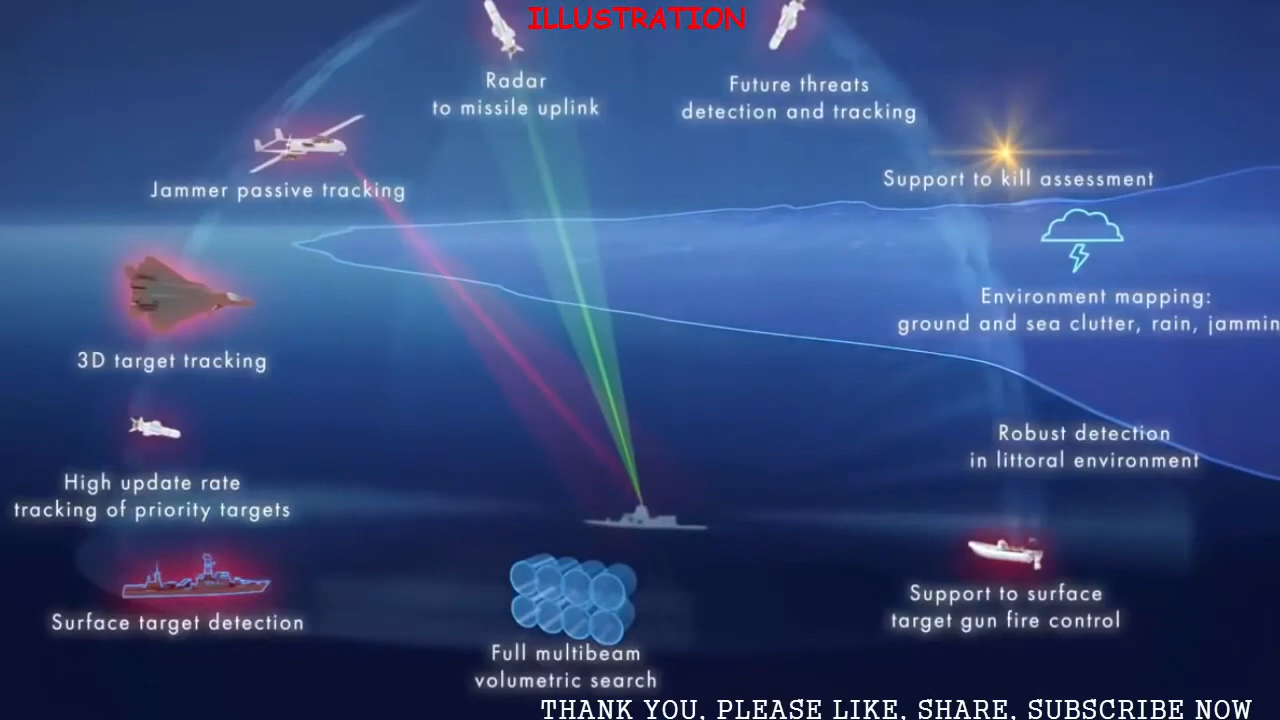 ILLUSTRATION
Radar
to missile uplink
Future threats
detection and tracking
Jammer passive tracking
Support to kill assessment
3D target tracking
Environment mapping:
ground and sea clutter, rain, jammin
High update rate
tracking of priority targets
Robust detection
in littoral environment
Surface target detection
Full multibeam
volumetric search
Support to surface
target gun fire control
THANK YOU, PLEASE LIKE, SHARE, SUBSCRIBE NOW